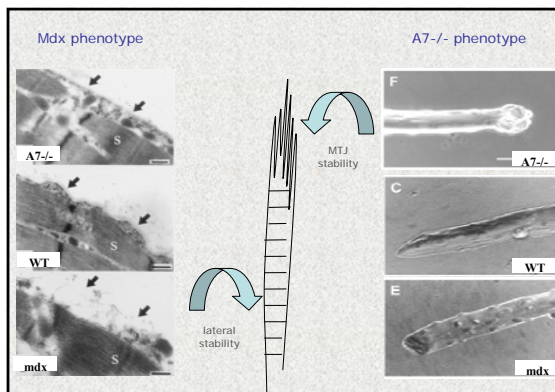 Mdx phenotype
A7-/- phenotype
S
A7-/-
S
WT
S
mdx
lateral
stability
MTJ
stability
F
A7-/-
C
WT
E
mdx